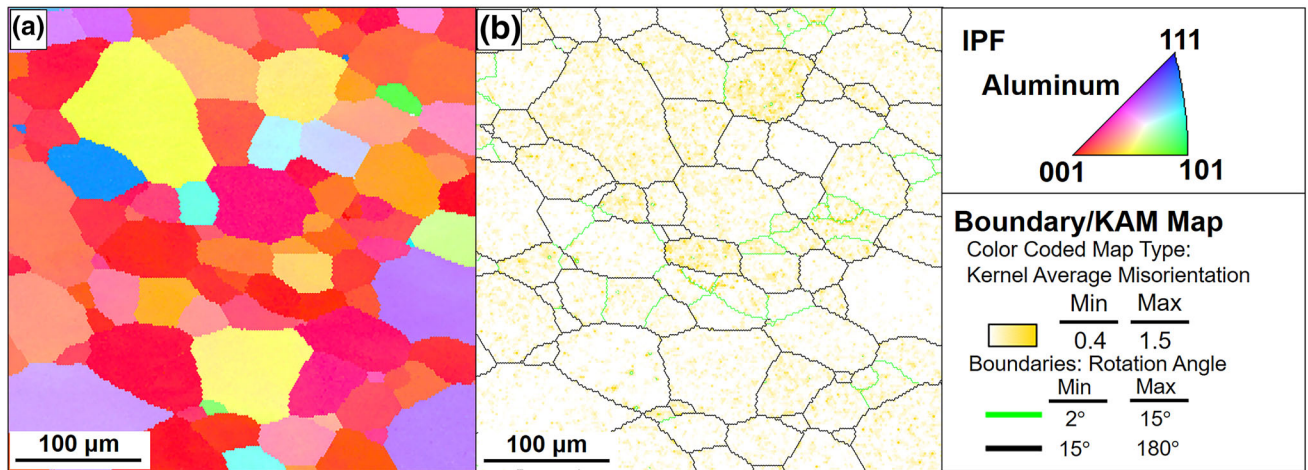 (a)
100 µm
(b)
100 µm
IPF
Aluminum
111
001
101
Boundary/KAM Map
Color Coded Map Type:
Kernel Average Misorientation
Min Max
0.4 1.5
Boundaries: Rotation Angle
Min Max
2° 15°
15° 180°